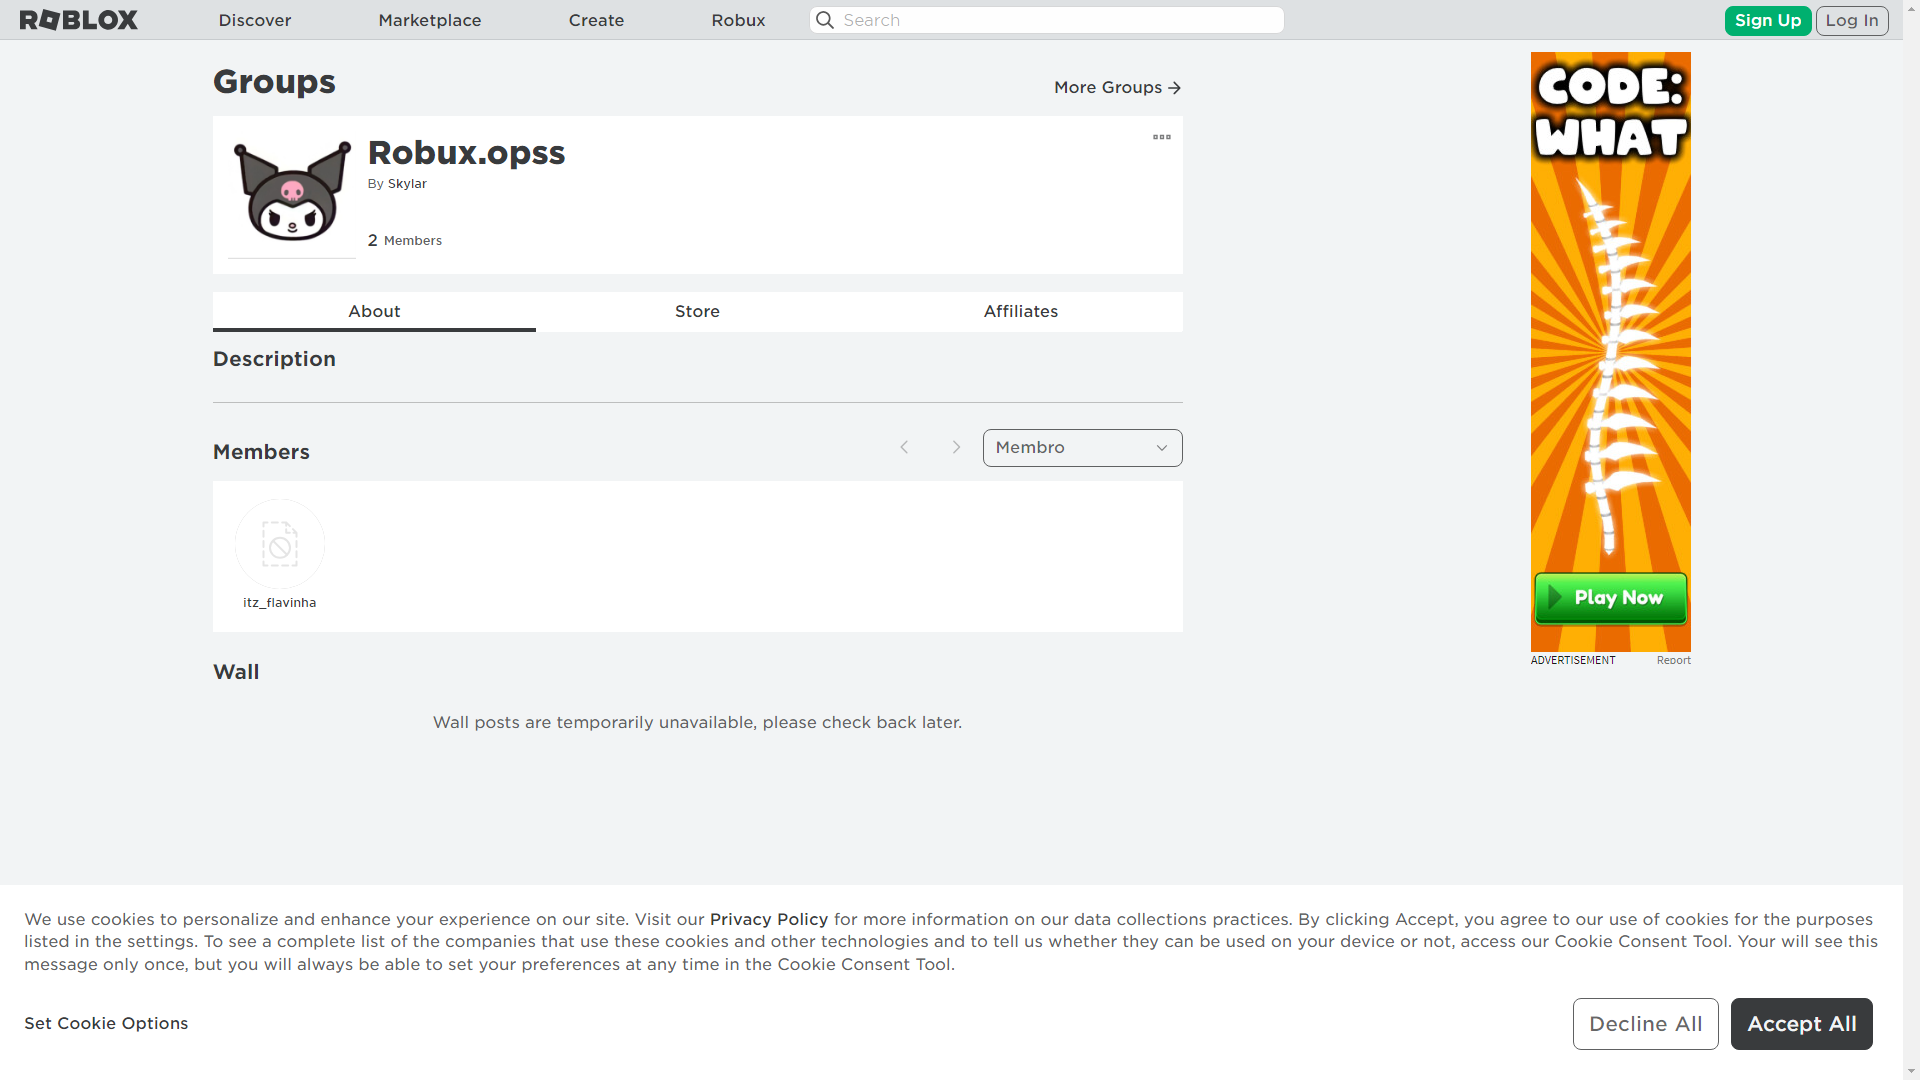 ROBLOX
Discover
Marketplace
Create
Robux
Search
Sign Up
Log In
Groups
More Groups
Robux.opss
By Skylar
2 Members
About
Store
Affiliates
Description
Members
Membro
itz_flavinha
Wall
Wall posts are temporarily unavailable, please check back later.
CODE:
WHAT
Play Now
ADVERTISEMENT
Report
We use cookies to personalize and enhance your experience on our site. Visit our Privacy Policy for more information on our data collections practices. By clicking Accept, you agree to our use of cookies for the purposes
listed in the settings. To see a complete list of the companies that use these cookies and other technologies and to tell us whether they can be used on your device or not, access our Cookie Consent Tool. Your will see this
message only once, but you will always be able to set your preferences at any time in the Cookie Consent Tool.
Set Cookie Options
Decline All
Accept All